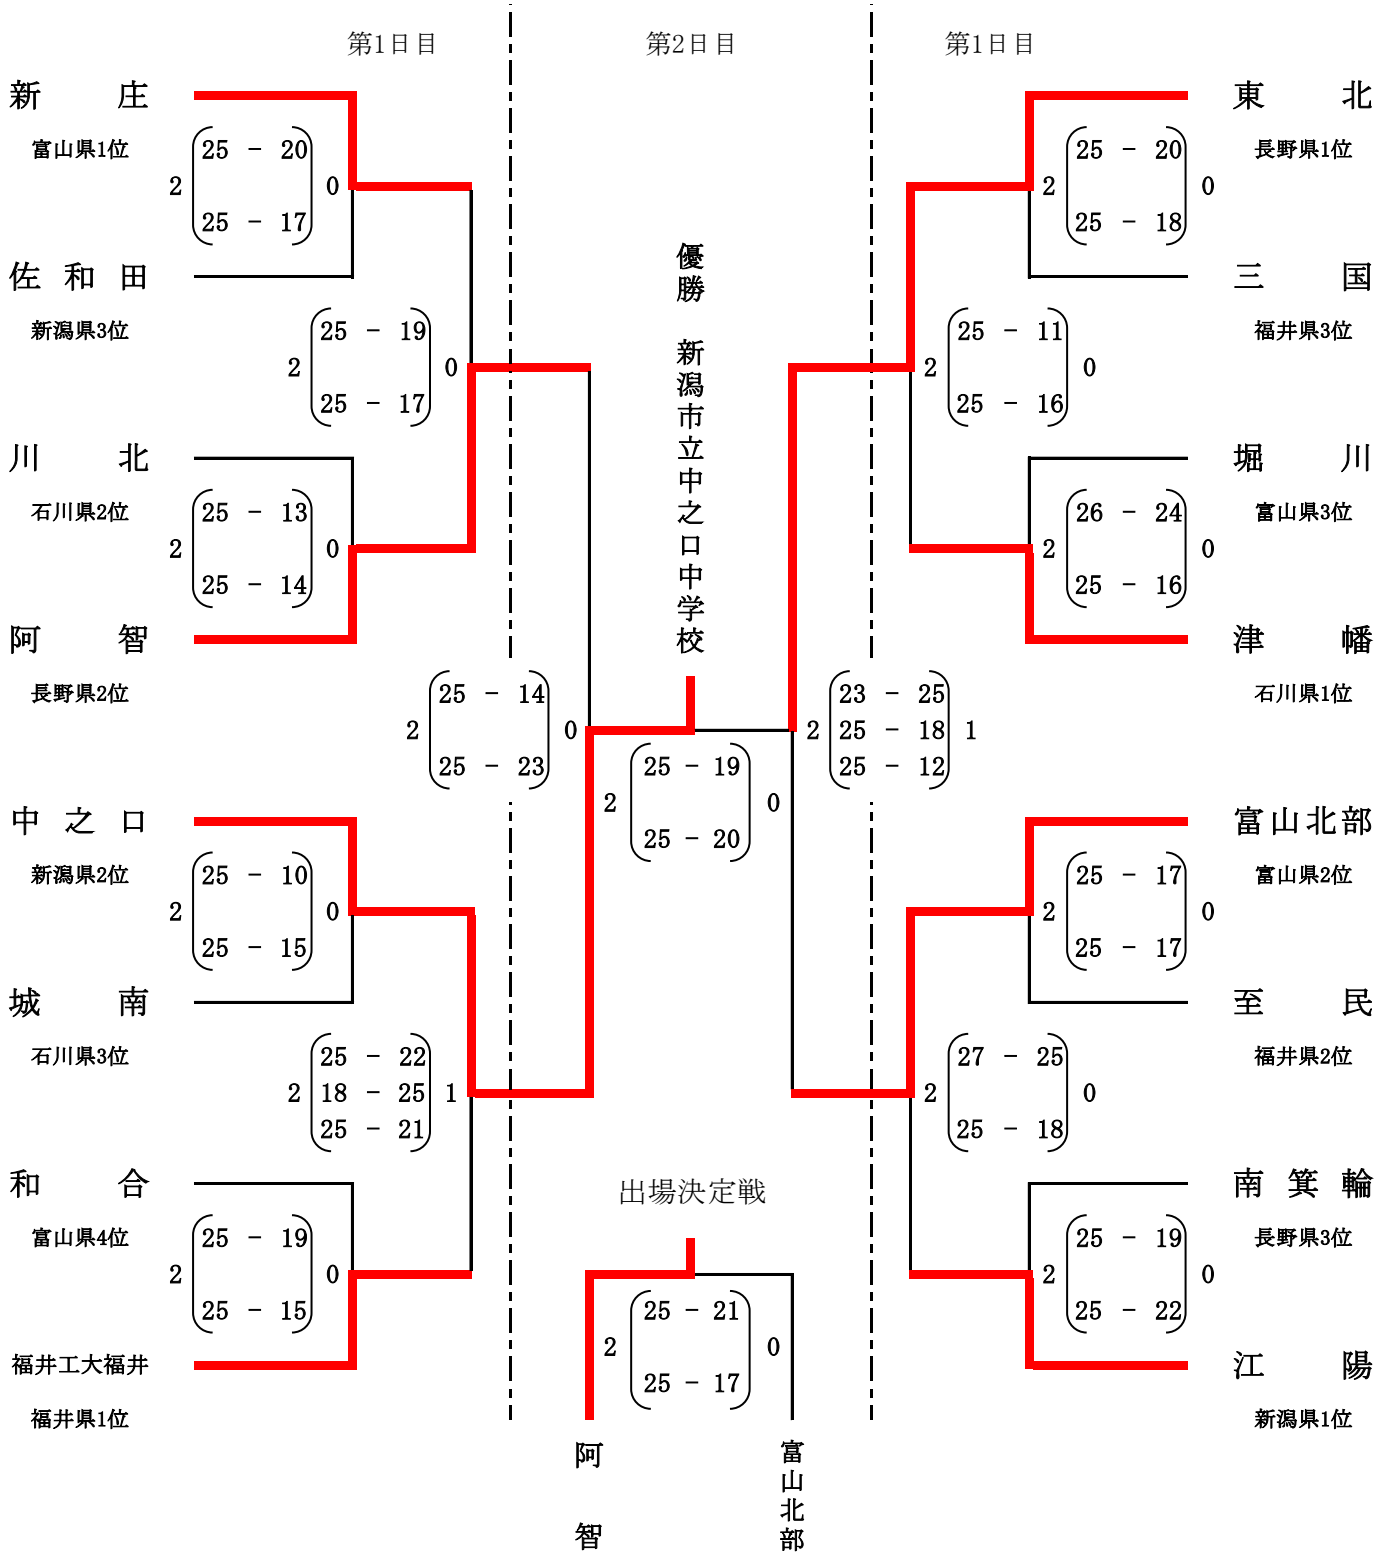 第1日目
第2日目
第1日目
新庄
富山県1位
2 25 - 20 0
25 - 17
佐和田
新潟県3位
2 25 - 19 0
25 - 17
川北
石川県2位
2 25 - 13 0
25 - 14
阿智
長野県2位
2 25 - 14 0
25 - 23
中之口
新潟県2位
2 25 - 10 0
25 - 15
城南
石川県3位
25 - 22
2 18 - 25 1
25 - 21
和合
富山県4位
2 25 - 19 0
25 - 15
福井工大福井
福井県1位
優勝 新潟市立中之口中学校
2 25 - 19 0
25 - 20
出場決定戦
2 25 - 21 0
25 - 17
阿智
富山北部
東北
長野県1位
2 25 - 20 0
25 - 18
三国
福井県3位
2 25 - 11 0
25 - 16
堀川
富山県3位
2 26 - 24 0
25 - 16
津幡
石川県1位
23 - 25
2 25 - 18 1
25 - 12
富山北部
富山県2位
2 25 - 17 0
25 - 17
至民
福井県2位
2 27 - 25 0
25 - 18
南箕輪
長野県3位
2 25 - 19 0
25 - 22
江陽
新潟県1位